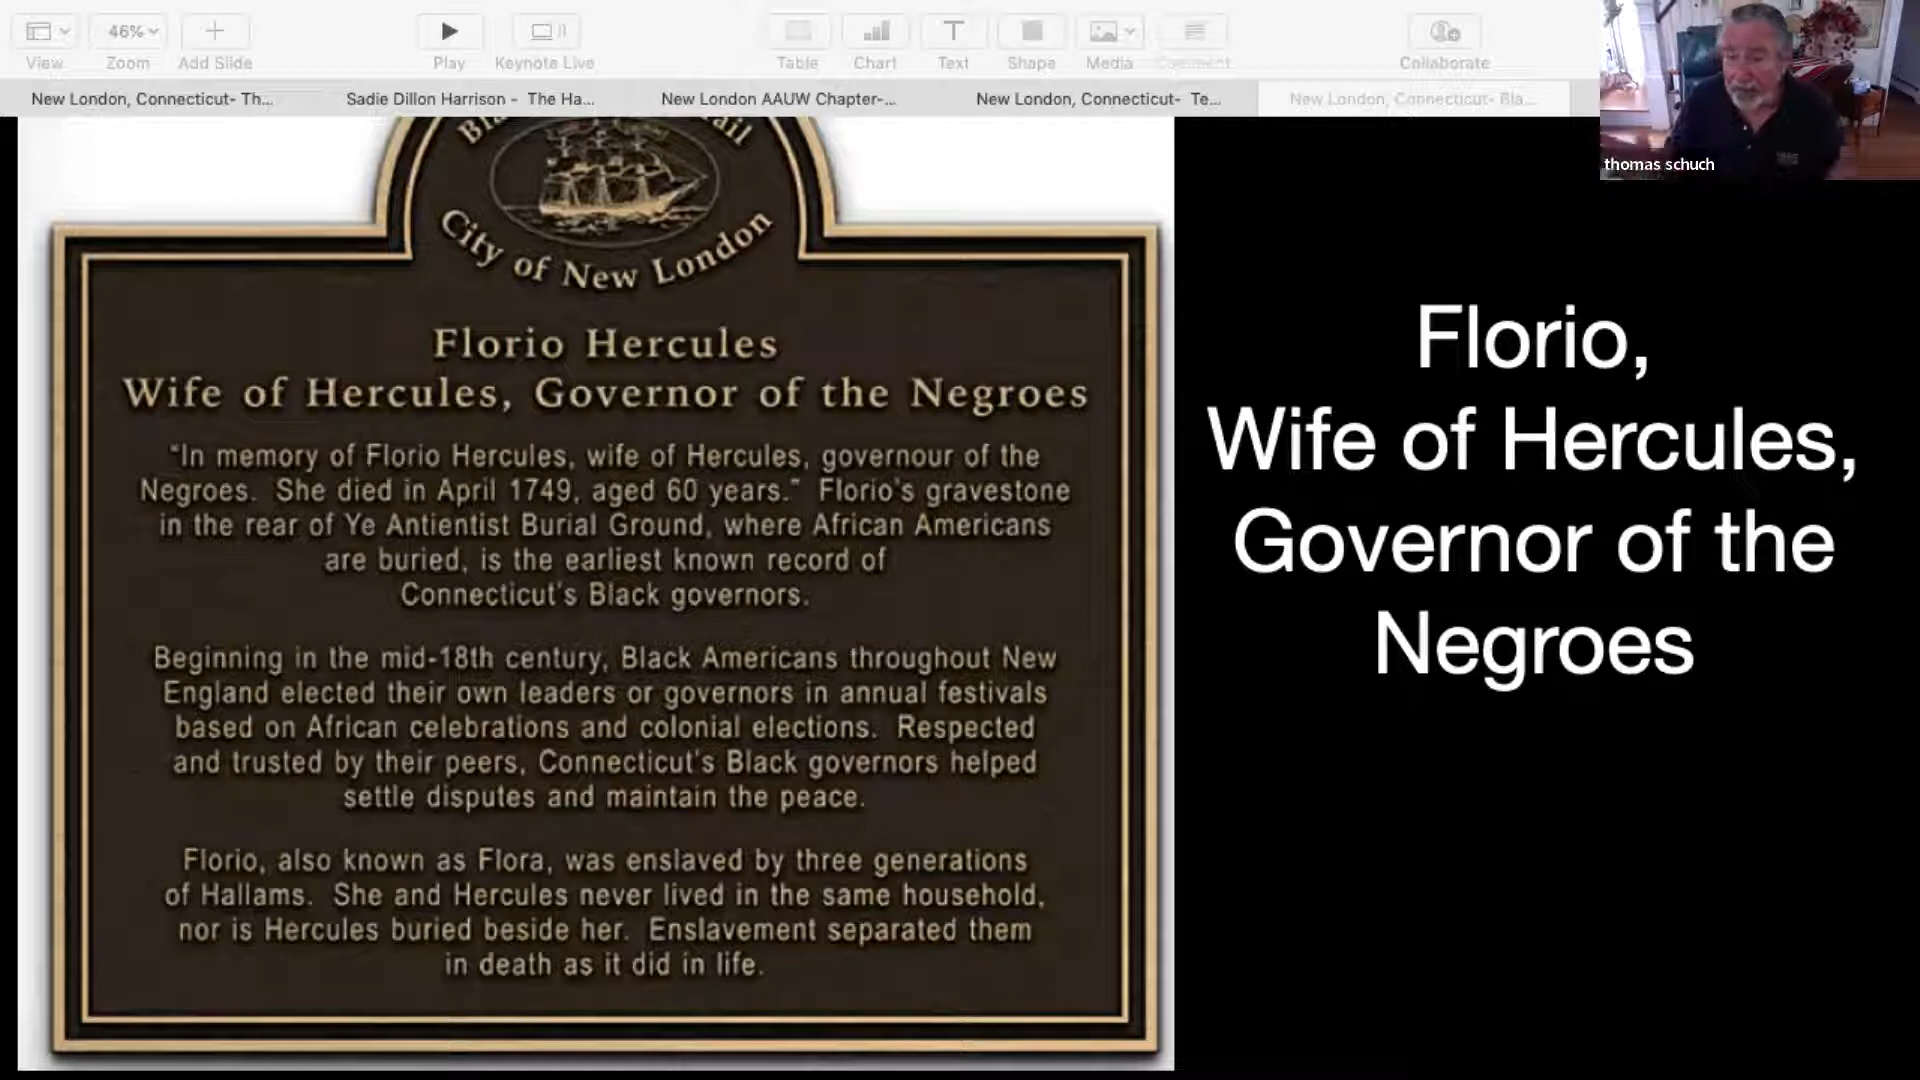 View
46%
Zoom
Add Slide
Play
Keynote Live
Table
Chart
Text
Shape
Media
Comment
Collaborate
New London, Connecticut- Th...
Sadie Dillon Harrison - The Ha...
New London AAUW Chapter-...
New London, Connecticut- Te...
New London, Connecticut- Bla...
thomas schuch
City of New London
Florio Hercules
Wife of Hercules, Governor of the Negroes
“In memory of Florio Hercules, wife of Hercules, governour of the
Negroes. She died in April 1749, aged 60 years.” Florio's gravestone
in the rear of Ye Antientist Burial Ground, where African Americans
are buried, is the earliest known record of
Connecticut's Black governors.
Beginning in the mid-18th century, Black Americans throughout New
England elected their own leaders or governors in annual festivals
based on African celebrations and colonial elections. Respected
and trusted by their peers, Connecticut's Black governors helped
settle disputes and maintain the peace.
Florio, also known as Flora, was enslaved by three generations
of Hallams. She and Hercules never lived in the same household,
nor is Hercules buried beside her. Enslavement separated them
in death as it did in life.
Florio,
Wife of Hercules,
Governor of the
Negroes